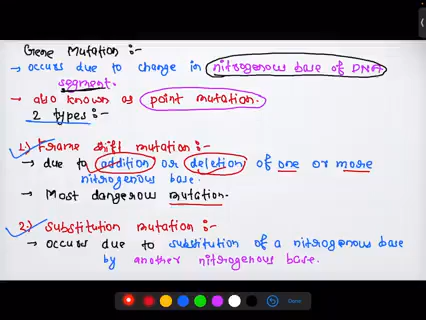 Gene Mutation :-
→ occurs due to change in nitrogenous base of DNA
segment.
→ also known as point mutation.
2 types :-
1.) Frame shift mutation :-
→ due to addition or deletion of one or more
nitrogenous base.
→ Most dangerous mutation.
2.) substitution mutation :-
→ occurs due to substitution of a nitrogenous base
by another nitrogenous base.
Done